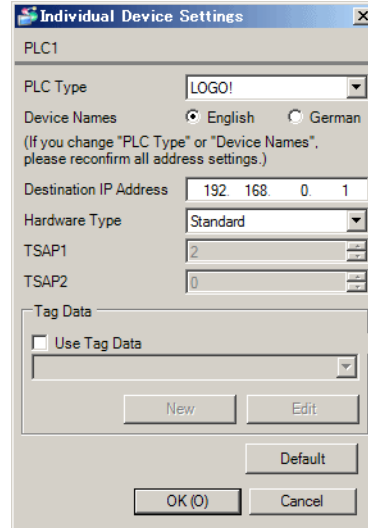 Individual Device Settings
PLC1
PLC Type LOGO!
Device Names English German
(If you change "PLC Type" or "Device Names",
please reconfirm all address settings.)
Destination IP Address 192. 168. 0. 1
Hardware Type Standard
TSAP1 2
TSAP2 0
Tag Data
Use Tag Data
New Edit
Default
OK (O) Cancel